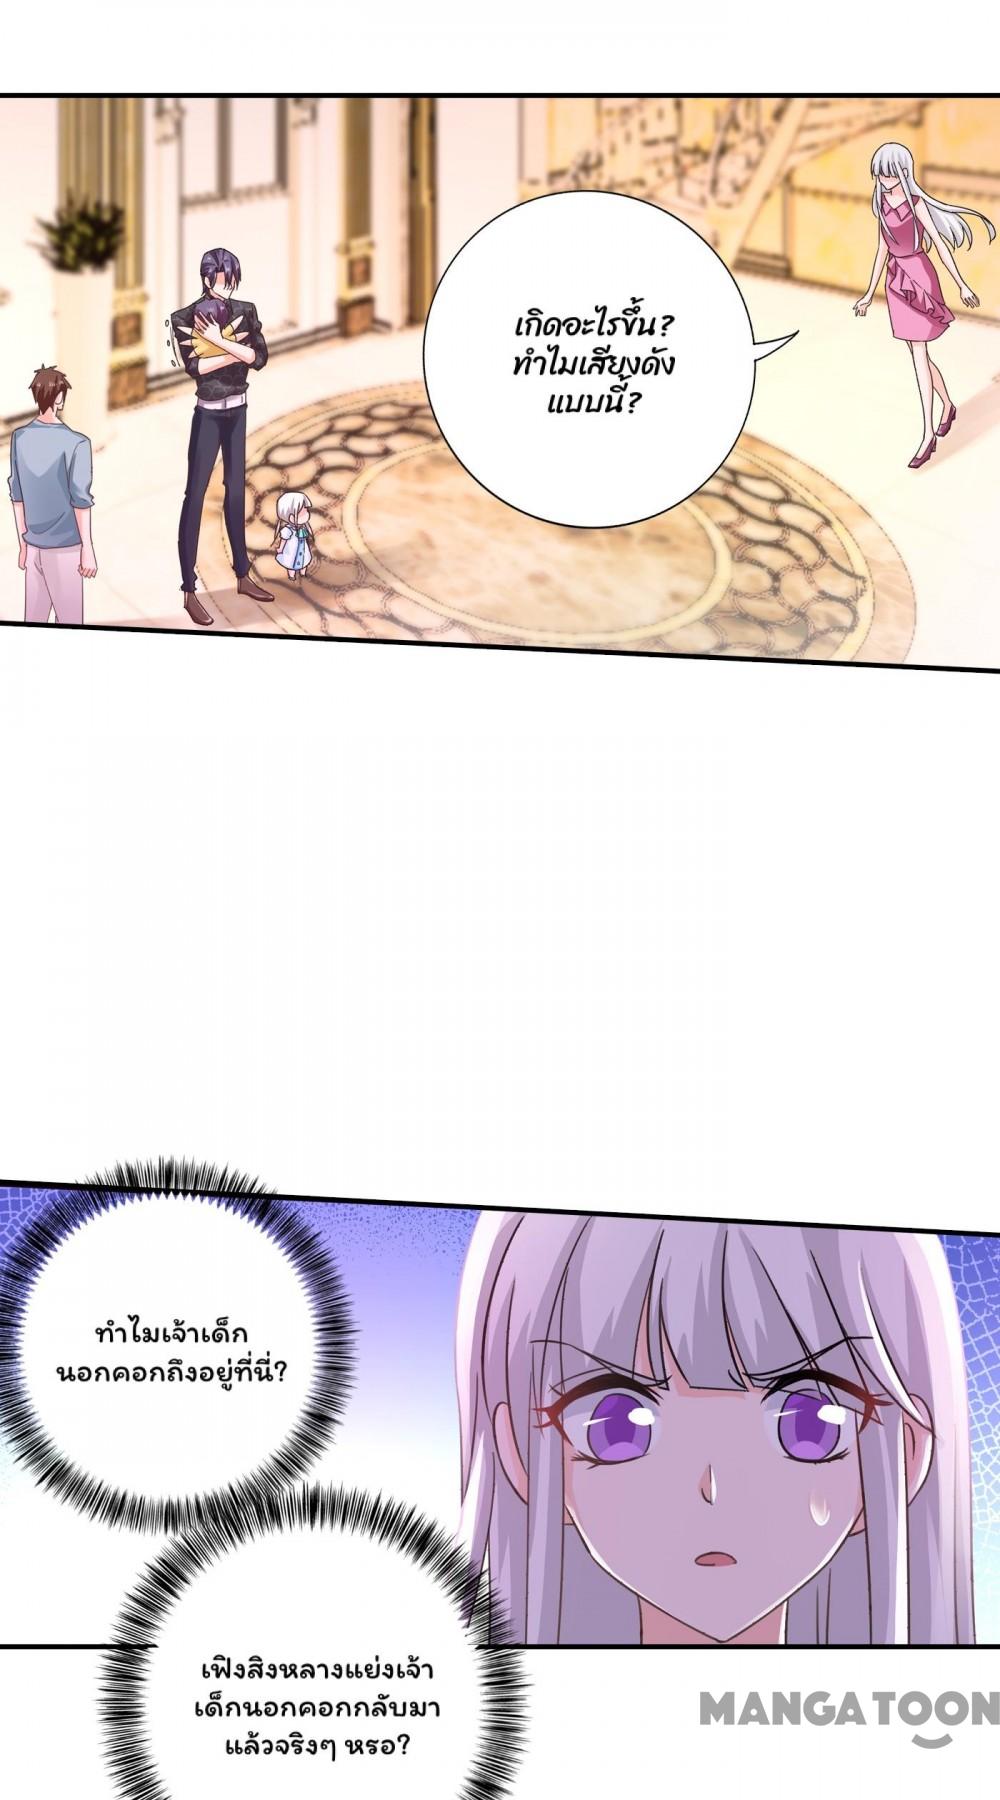 เกิดอะไรขึ้น?
ทำไมเสียงดัง
แบบนี้?
ทำไมเจ้าเด็ก
นอกคอกถึงอยู่ที่นี่?
เฟิงสิงหลางแย่งเจ้า
เด็กนอกคอกกลับมา
แล้วจริงๆ หรอ?
MANGATOON